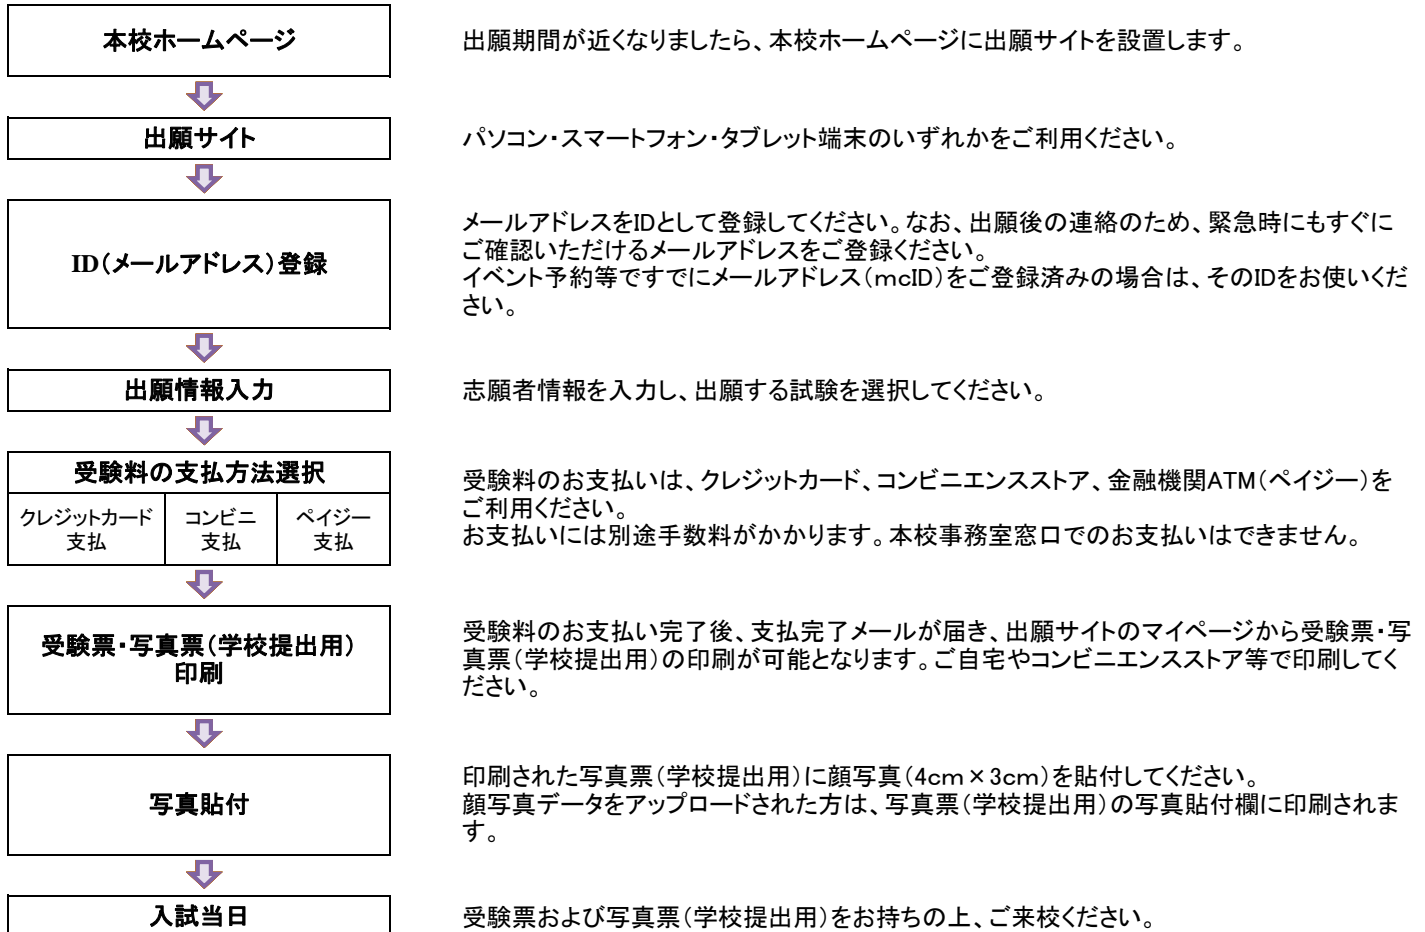 本校ホームページ
出願期間が近くなりましたら、本校ホームページに出願サイトを設置します。
出願サイト
パソコン・スマートフォン・タブレット端末のいずれかをご利用ください。
ID（メールアドレス）登録
メールアドレスをIDとして登録してください。なお、出願後の連絡のため、緊急時にもすぐに
ご確認いただけるメールアドレスをご登録ください。
イベント予約等ですでにメールアドレス（mcID）をご登録済みの場合は、そのIDをお使いくだ
さい。
出願情報入力
志願者情報を入力し、出願する試験を選択してください。
受験料の支払方法選択
クレジットカード
支払
コンビニ
支払
ペイジー
支払
受験料のお支払いは、クレジットカード、コンビニエンスストア、金融機関ATM（ペイジー）を
ご利用ください。
お支払いには別途手数料がかかります。本校事務室窓口でのお支払いはできません。
受験票・写真票（学校提出用）
印刷
受験料のお支払い完了後、支払完了メールが届き、出願サイトのマイページから受験票・写
真票（学校提出用）の印刷が可能となります。ご自宅やコンビニエンスストア等で印刷してく
ださい。
写真貼付
印刷された写真票（学校提出用）に顔写真（4cm×3cm）を貼付してください。
顔写真データをアップロードされた方は、写真票（学校提出用）の写真貼付欄に印刷されま
す。
入試当日
受験票および写真票（学校提出用）をお持ちの上、ご来校ください。